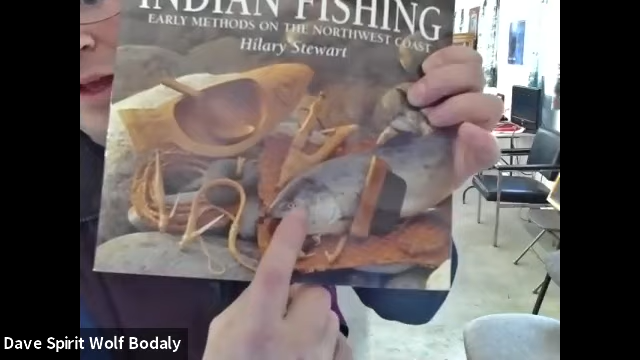 INDIAN FISHING
EARLY METHODS ON THE NORTHWEST COAST
Hilary Stewart
Dave Spirit Wolf Bodaly